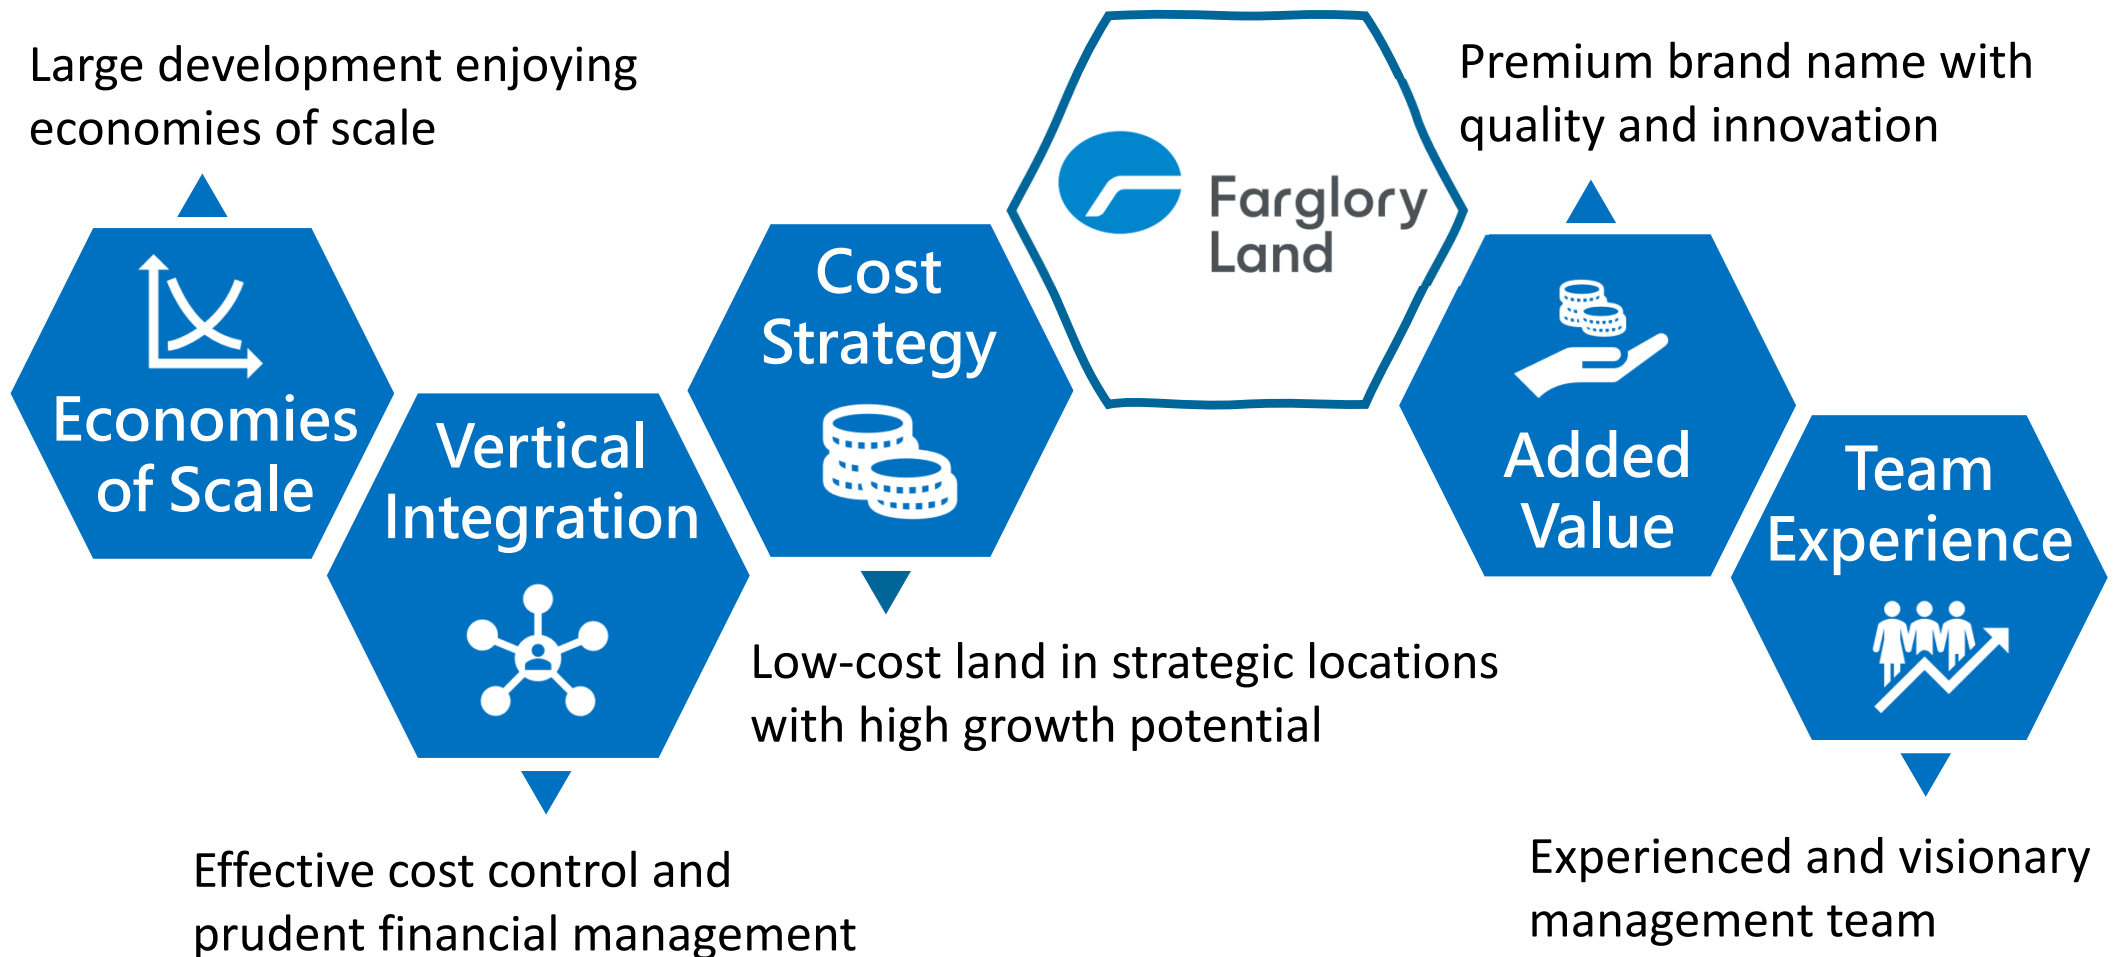 Large development enjoying
economies of scale
Economies
of Scale
Vertical
Integration
Effective cost control and
prudent financial management
Cost
Strategy
Low-cost land in strategic locations
with high growth potential
Farglory
Land
Premium brand name with
quality and innovation
Added
Value
Team
Experience
Experienced and visionary
management team